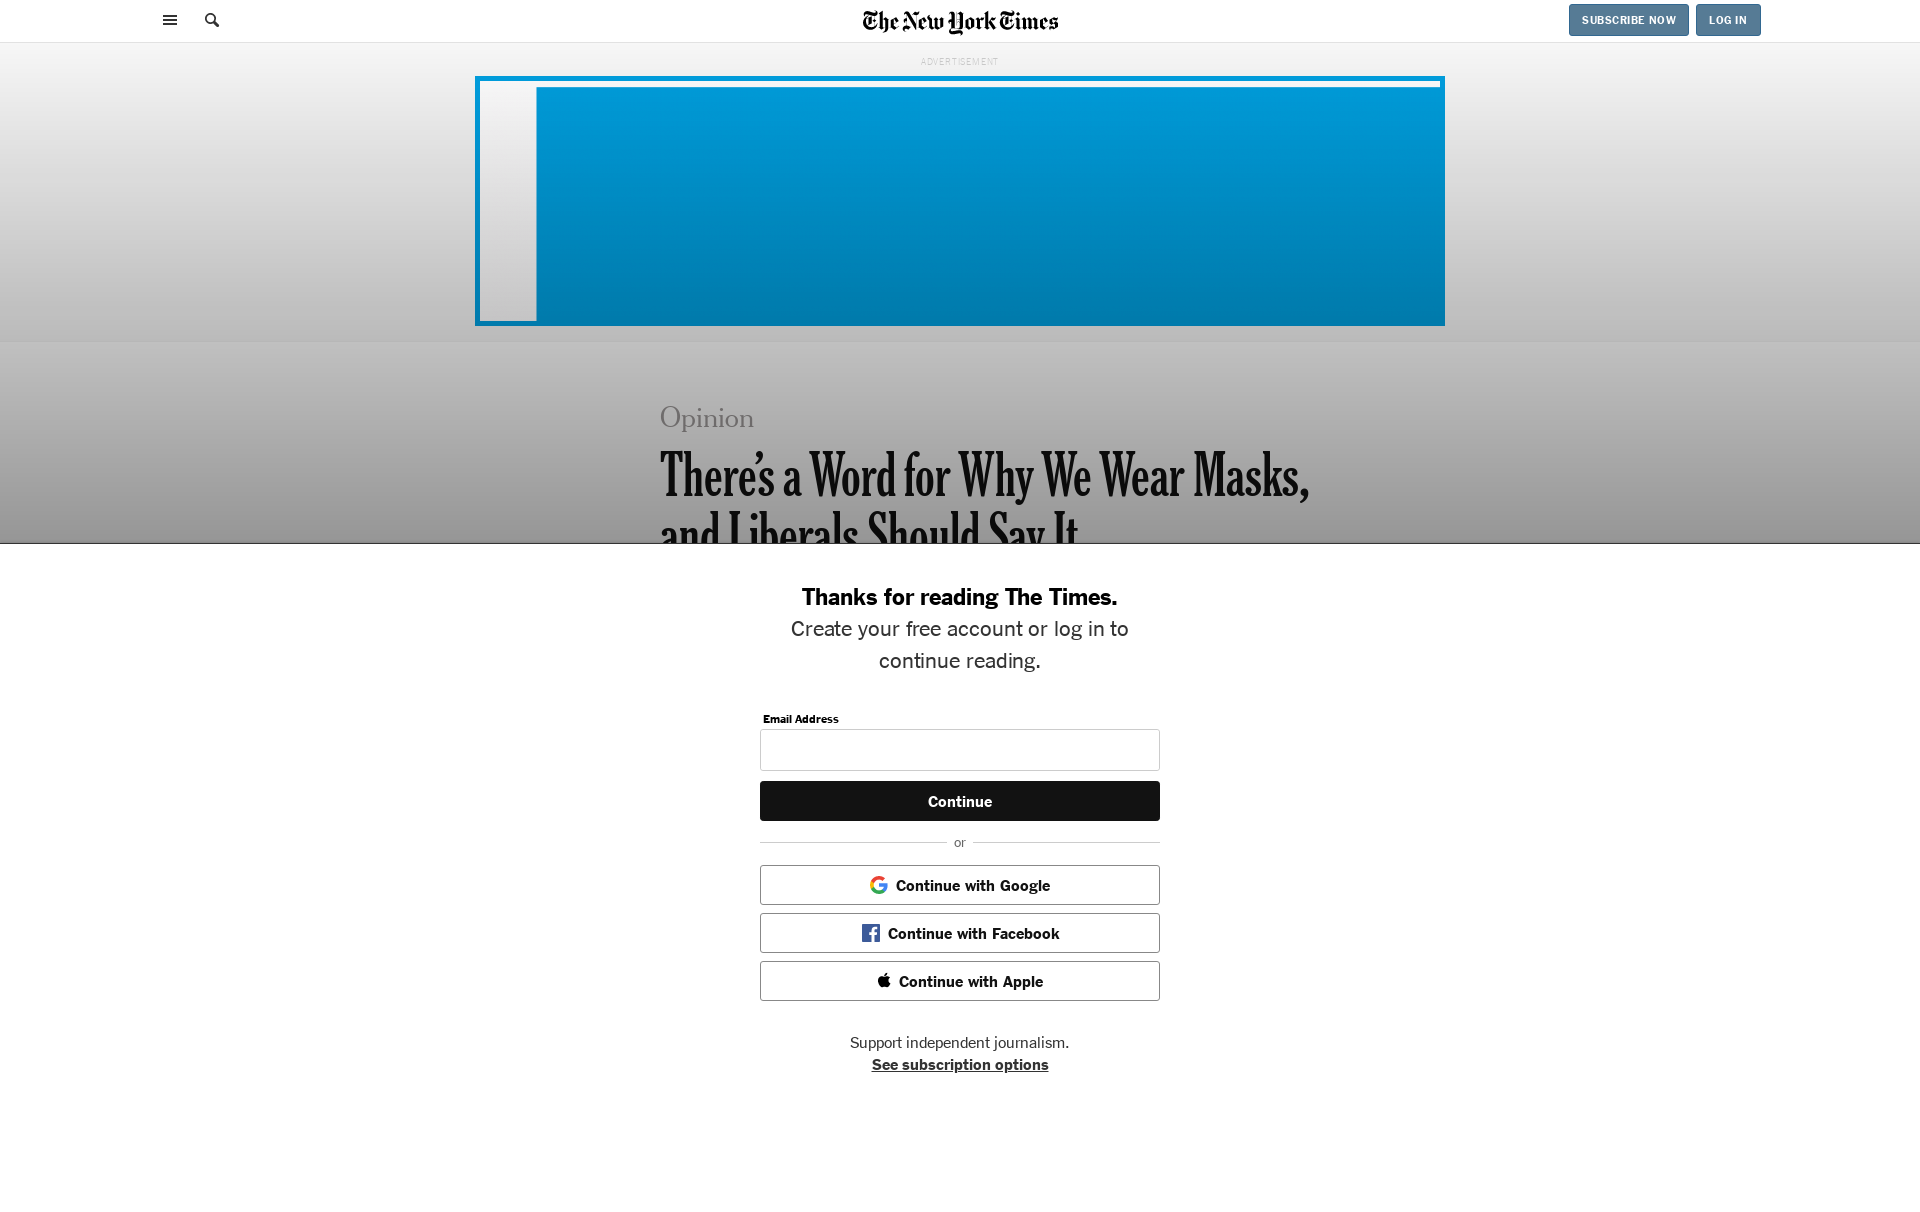 The New York Times
SUBSCRIBE NOW
LOG IN
ADVERTISEMENT
Opinion
There's a Word for Why We Wear Masks,
and Liberals Should Say It
Thanks for reading The Times.
Create your free account or log in to
continue reading.
Email Address
Continue
or
Continue with Google
Continue with Facebook
Continue with Apple
Support independent journalism.
See subscription options